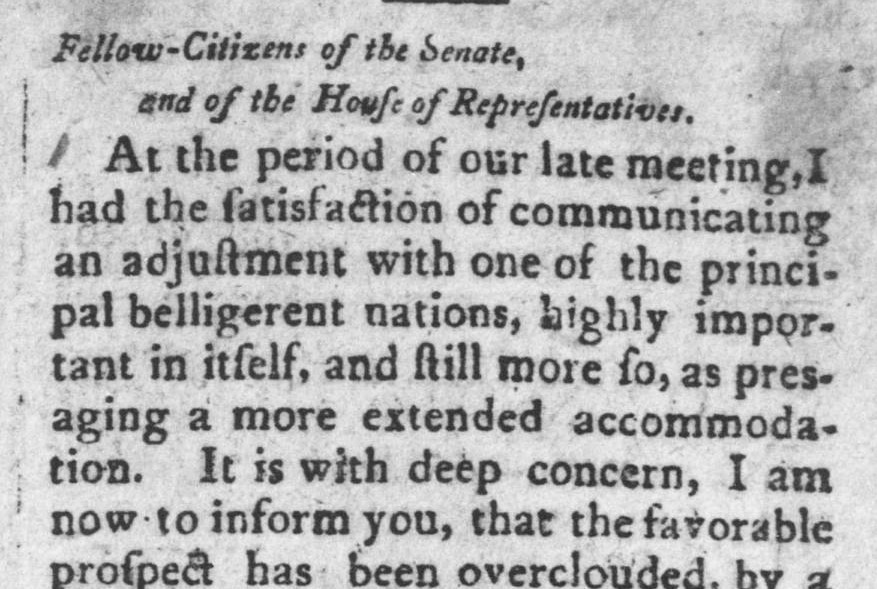 Fellow-Citizens of the Senate,
and of the Houſe of Repreſentatives.
At the period of our late meeting, I
had the ſatisfaction of communicating
an adjuſtment with one of the princi-
pal belligerent nations, highly impor-
tant in itſelf, and ſtill more ſo, as pres-
aging a more extended accommoda-
tion. It is with deep concern, I am
now to inform you, that the favorable
proſpect has been overclouded, by a